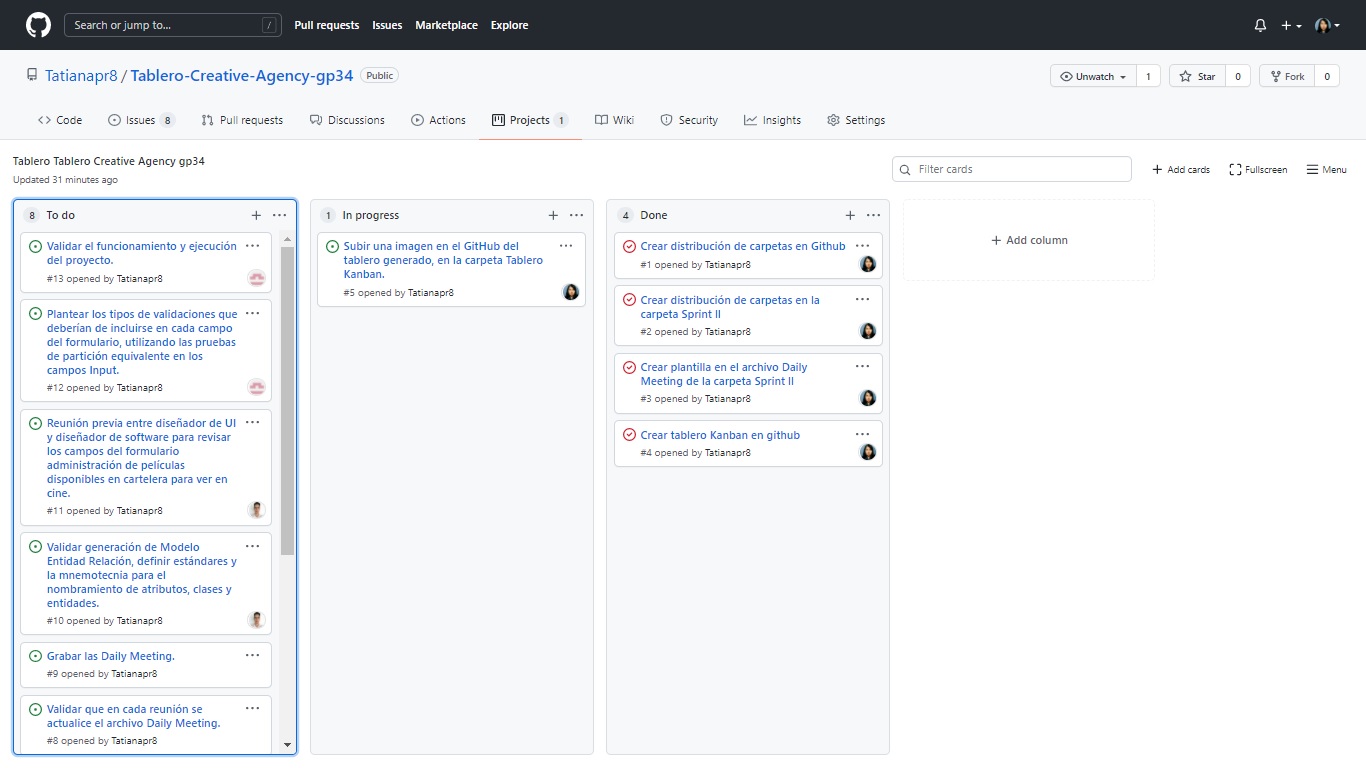 Search or jump to... /
Pull requests Issues Marketplace Explore
Tatianapr8 / Tablero-Creative-Agency-gp34 Public
Unwatch 1 Star 0 Fork 0
Code Issues 8 Pull requests Discussions Actions Projects 1 Wiki Security Insights Settings
Tablero Tablero Creative Agency gp34
Updated 31 minutes ago
Filter cards
Add cards Fullscreen Menu
8 To do
Validar el funcionamiento y ejecución
del proyecto.
#13 opened by Tatianapr8
Plantear los tipos de validaciones que
deberían de incluirse en cada campo
del formulario, utilizando las pruebas
de partición equivalente en los
campos Input.
#12 opened by Tatianapr8
Reunión previa entre diseñador de UI
y diseñador de software para revisar
los campos del formulario
administración de películas
disponibles en cartelera para ver en
cine.
#11 opened by Tatianapr8
Validar generación de Modelo
Entidad Relación, definir estándares y
la mnemotecnia para el
nombramiento de atributos, clases y
entidades.
#10 opened by Tatianapr8
Grabar las Daily Meeting.
#9 opened by Tatianapr8
Validar que en cada reunión se
actualice el archivo Daily Meeting.
#8 opened by Tatianapr8
1 In progress
Subir una imagen en el GitHub del
tablero generado, en la carpeta Tablero
Kanban.
#5 opened by Tatianapr8
4 Done
Crear distribución de carpetas en Github
#1 opened by Tatianapr8
Crear distribución de carpetas en la
carpeta Sprint II
#2 opened by Tatianapr8
Crear plantilla en el archivo Daily
Meeting de la carpeta Sprint II
#3 opened by Tatianapr8
Crear tablero Kanban en github
#4 opened by Tatianapr8
Add column